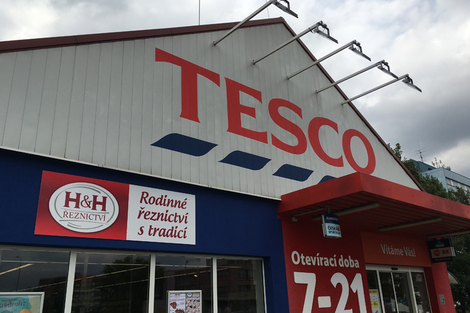 TESCO
H&H
ŘEZNICTVÍ
Rodinné
řeznictví
s tradicí
Vítáme Vás!
Otevírací doba
7-21